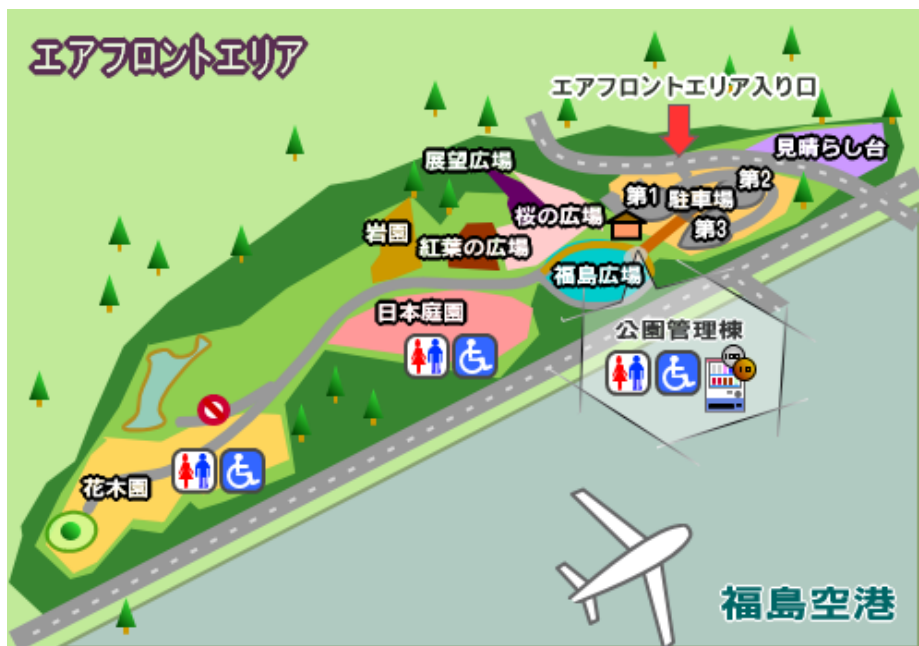 エアフロントエリア
エアフロントエリア入り口
見晴らし台
展望広場
第1
駐車場
第2
第3
桜の広場
岩園
紅葉の広場
福島広場
日本庭園
公園管理棟
花木園
福島空港